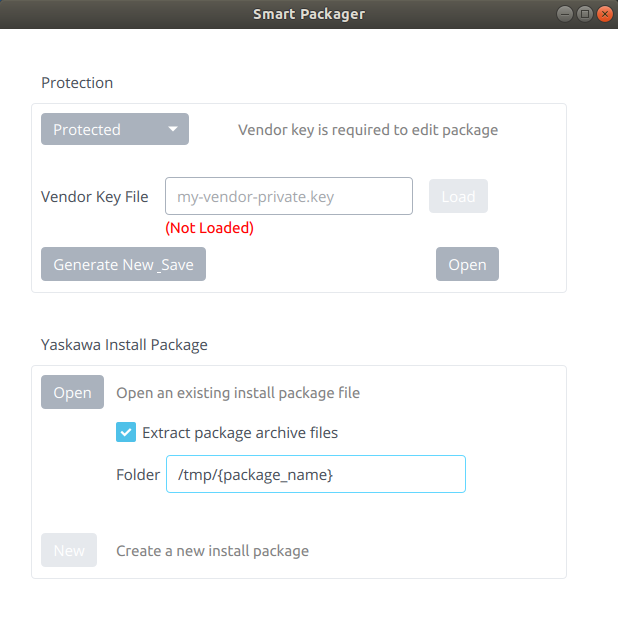 Smart Packager
Protection
Protected
Vendor key is required to edit package
Vendor Key File
my-vendor-private.key
Load
(Not Loaded)
Generate New _Save
Open
Yaskawa Install Package
Open
Open an existing install package file
Extract package archive files
Folder
/tmp/{package_name}
New
Create a new install package